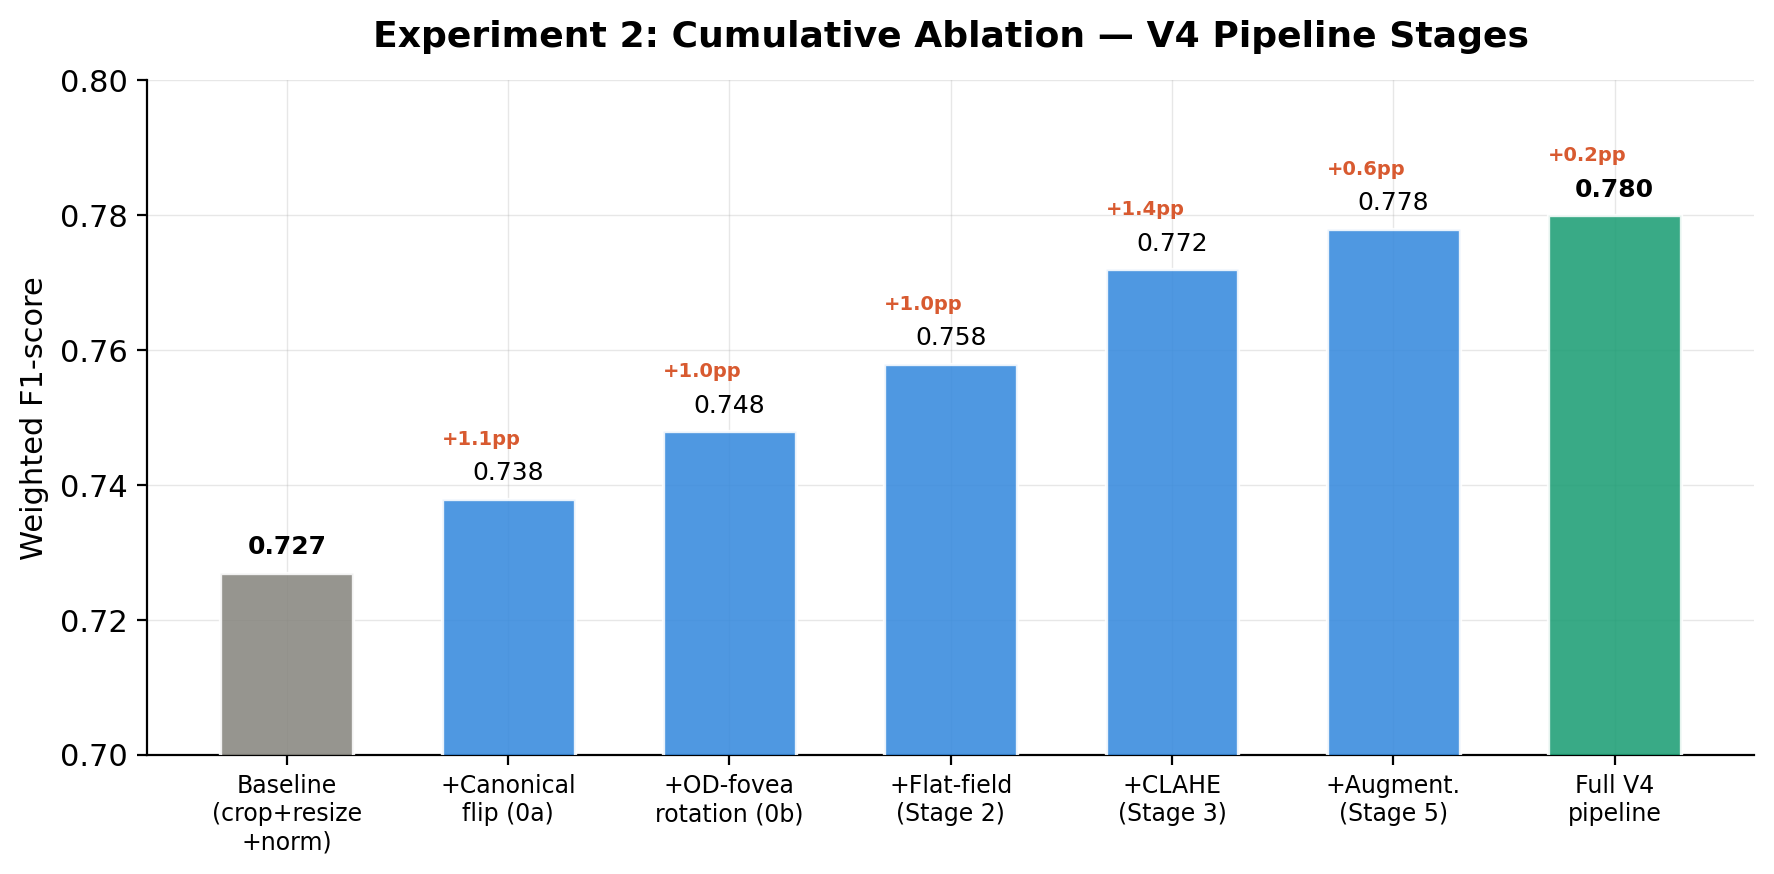 Experiment 2: Cumulative Ablation — V4 Pipeline Stages
Weighted F1-score
0.80
0.78
0.76
0.74
0.72
0.70
0.727
+1.1pp
0.738
+1.0pp
0.748
+1.0pp
0.758
+1.4pp
0.772
+0.6pp
0.778
+0.2pp
0.780
Baseline
(crop+resize
+norm)
+Canonical
flip (0a)
+OD-fovea
rotation (0b)
+Flat-field
(Stage 2)
+CLAHE
(Stage 3)
+Augment.
(Stage 5)
Full V4
pipeline